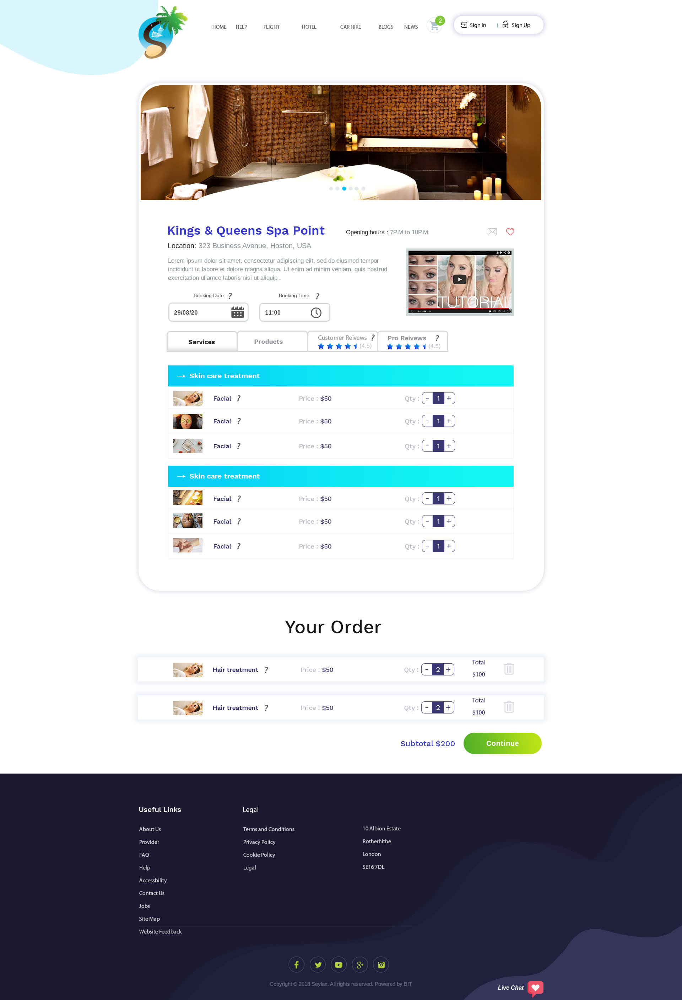 HOME HELP FLIGHT HOTEL CAR HIRE BLOGS NEWS 2 Sign In | Sign Up
Kings & Queens Spa Point
Opening hours : 7P.M to 10P.M
Location: 323 Business Avenue, Hoston, USA
Lorem ipsum dolor sit amet, consectetur adipiscing elit, sed do eiusmod tempor
incididunt ut labore et dolore magna aliqua. Ut enim ad minim veniam, quis nostrud
exercitation ullamco laboris nisi ut aliquip .
TUTORIAL
Booking Date ? Booking Time ?
29/08/20 11:00
Services Products Customer Reivews ? Pro Reivews ?
(4.5) (4.5)
Skin care treatment
Facial ? Price : $50 Qty : - 1 +
Facial ? Price : $50 Qty : - 1 +
Facial ? Price : $50 Qty : - 1 +
Skin care treatment
Facial ? Price : $50 Qty : - 1 +
Facial ? Price : $50 Qty : - 1 +
Facial ? Price : $50 Qty : - 1 +
Your Order
Hair treatment ? Price : $50 Qty : - 2 + Total
$100
Hair treatment ? Price : $50 Qty : - 2 + Total
$100
Subtotal $200 Continue
Useful Links
About Us
Provider
FAQ
Help
Accessbility
Contact Us
Jobs
Site Map
Website Feedback
Legal
Terms and Conditions
Privacy Policy
Cookie Policy
Legal
10 Albion Estate
Rotherhithe
London
SE16 7DL
Copyright © 2018 Seylax. All rights reserved. Powered by BIT
Live Chat